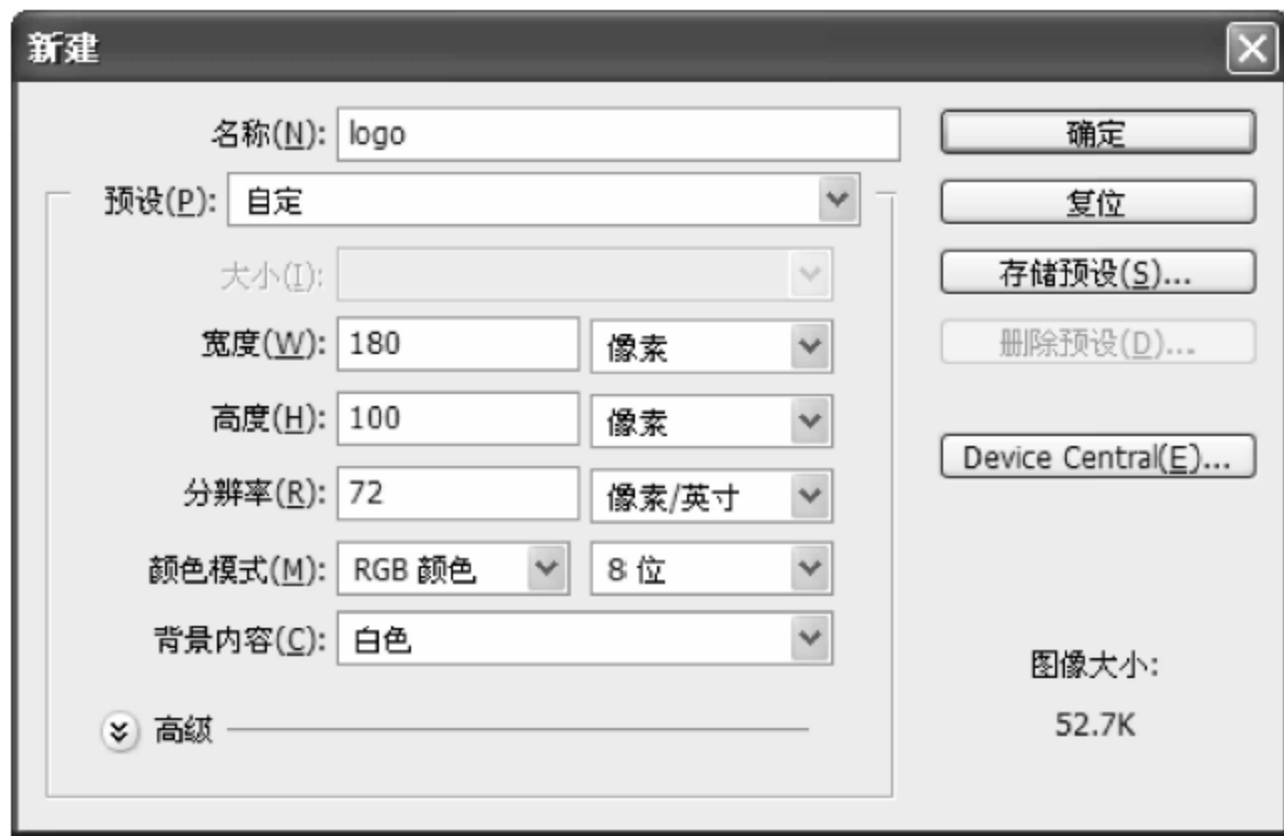 新建
名称(N): logo
确定
预设(P): 自定
复位
大小(I):
存储预设(S)...
宽度(W): 180 像素
删除预设(D)...
高度(H): 100 像素
Device Central(E)...
分辨率(R): 72 像素/英寸
颜色模式(M): RGB 颜色 8 位
背景内容(C): 白色
图像大小:
高级
52.7K